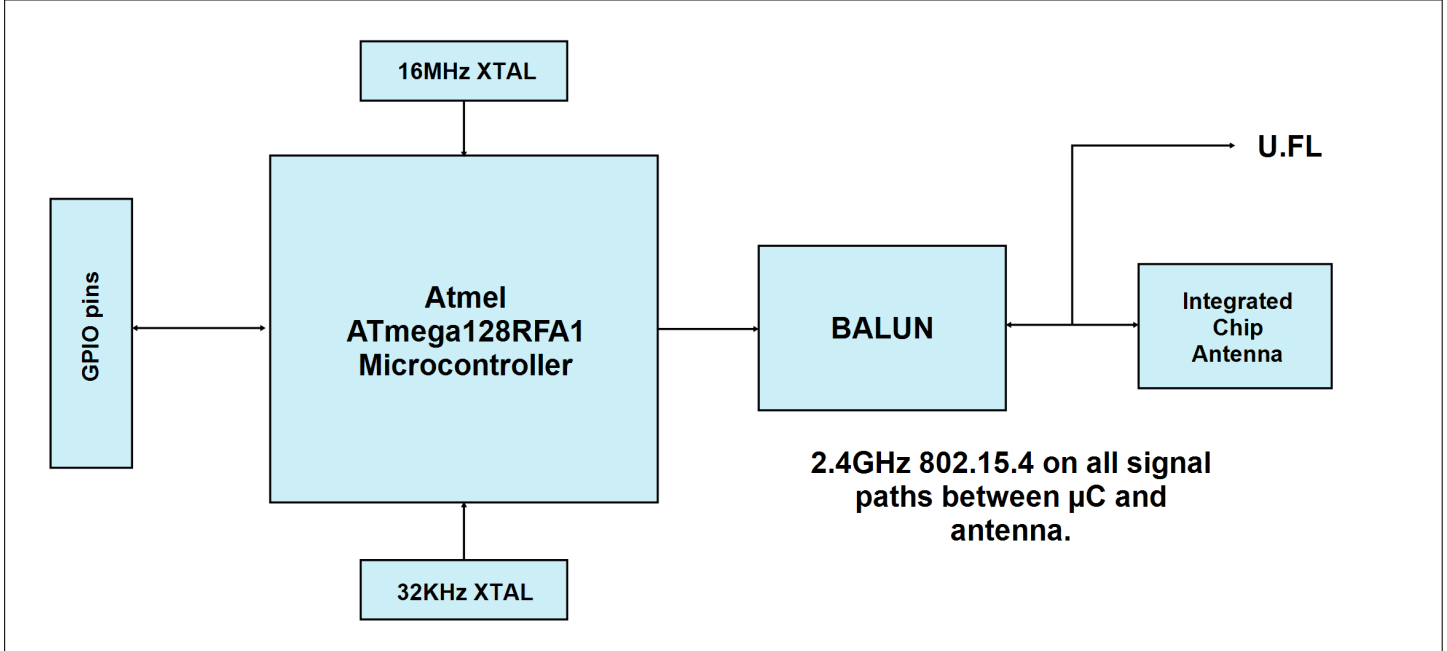 16MHz XTAL
U.FL
GPIO pins
Atmel
ATmega128RFA1
Microcontroller
BALUN
Integrated
Chip
Antenna
2.4GHz 802.15.4 on all signal
paths between µC and
antenna.
32KHz XTAL